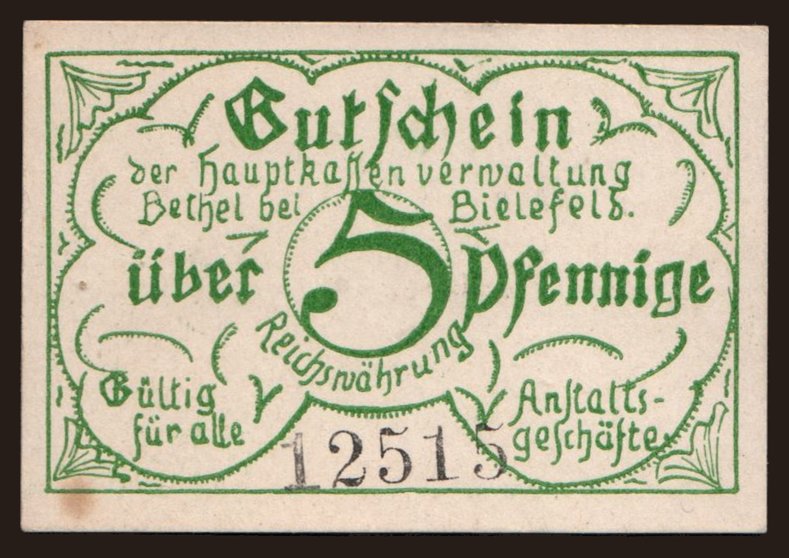 Gutschein
der Hauptkassenverwaltung
Bethel bei Bielefeld.
über 5 Pfennige
Reichswährung
Gültig
für alle
Anstalts-
geschäfte.
12515